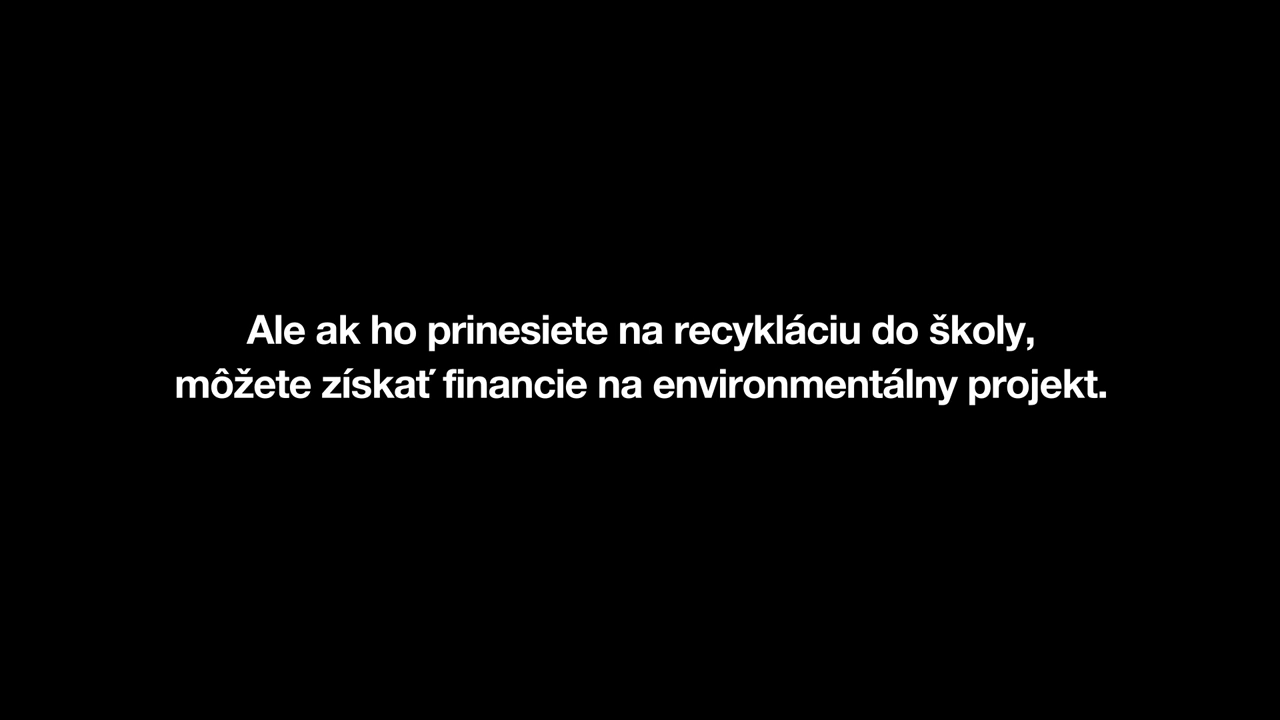 Ale ak ho prinesiete na recykláciu do školy,
môžete získať financie na environmentálny projekt.